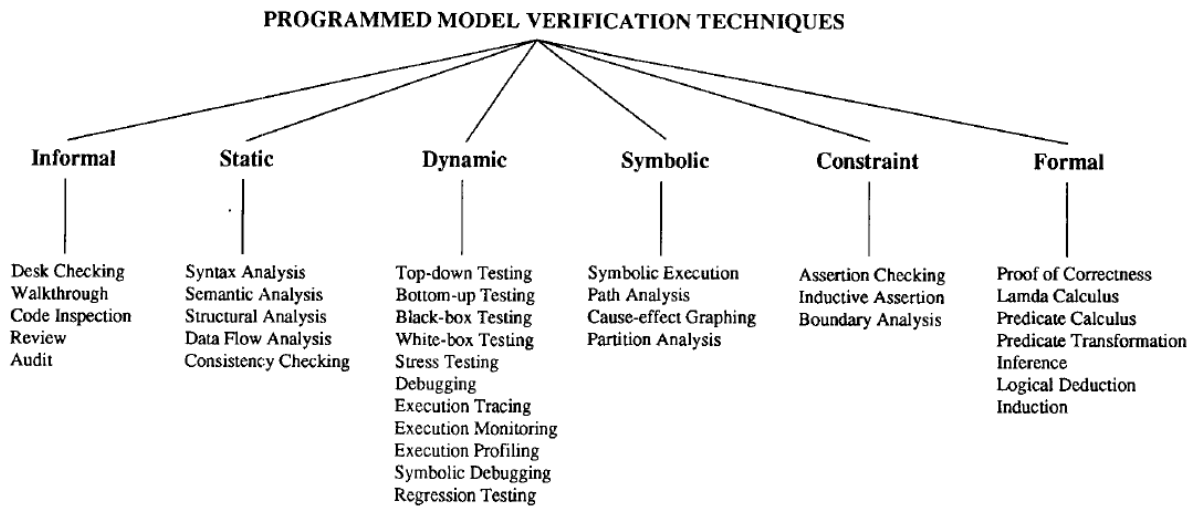 PROGRAMMED MODEL VERIFICATION TECHNIQUES
Informal
Desk Checking
Walkthrough
Code Inspection
Review
Audit
Static
Syntax Analysis
Semantic Analysis
Structural Analysis
Data Flow Analysis
Consistency Checking
Dynamic
Top-down Testing
Bottom-up Testing
Black-box Testing
White-box Testing
Stress Testing
Debugging
Execution Tracing
Execution Monitoring
Execution Profiling
Symbolic Debugging
Regression Testing
Symbolic
Symbolic Execution
Path Analysis
Cause-effect Graphing
Partition Analysis
Constraint
Assertion Checking
Inductive Assertion
Boundary Analysis
Formal
Proof of Correctness
Lamda Calculus
Predicate Calculus
Predicate Transformation
Inference
Logical Deduction
Induction